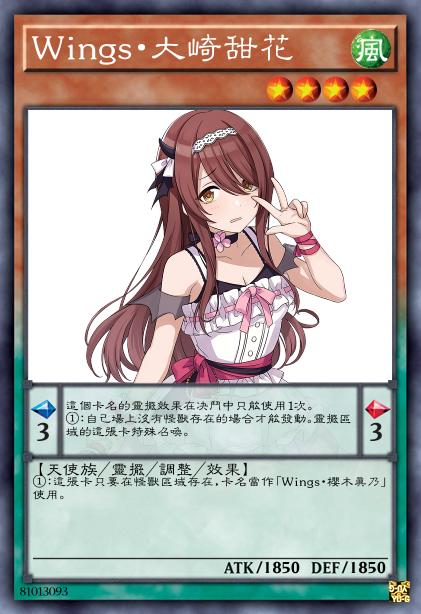 Wings・大崎甜花
風
這個卡名的靈擺效果在決鬥中只能使用1次。
①:自己場上沒有怪獸存在的場合才能發動。靈擺區域
的這張卡特殊召喚。
3
3
【天使族／靈擺／調整／效果】
①:這張卡只要在怪獸區域存在,卡名當作「Wings・櫻木真乃」
使用。
ATK/1850 DEF/1850
81013093